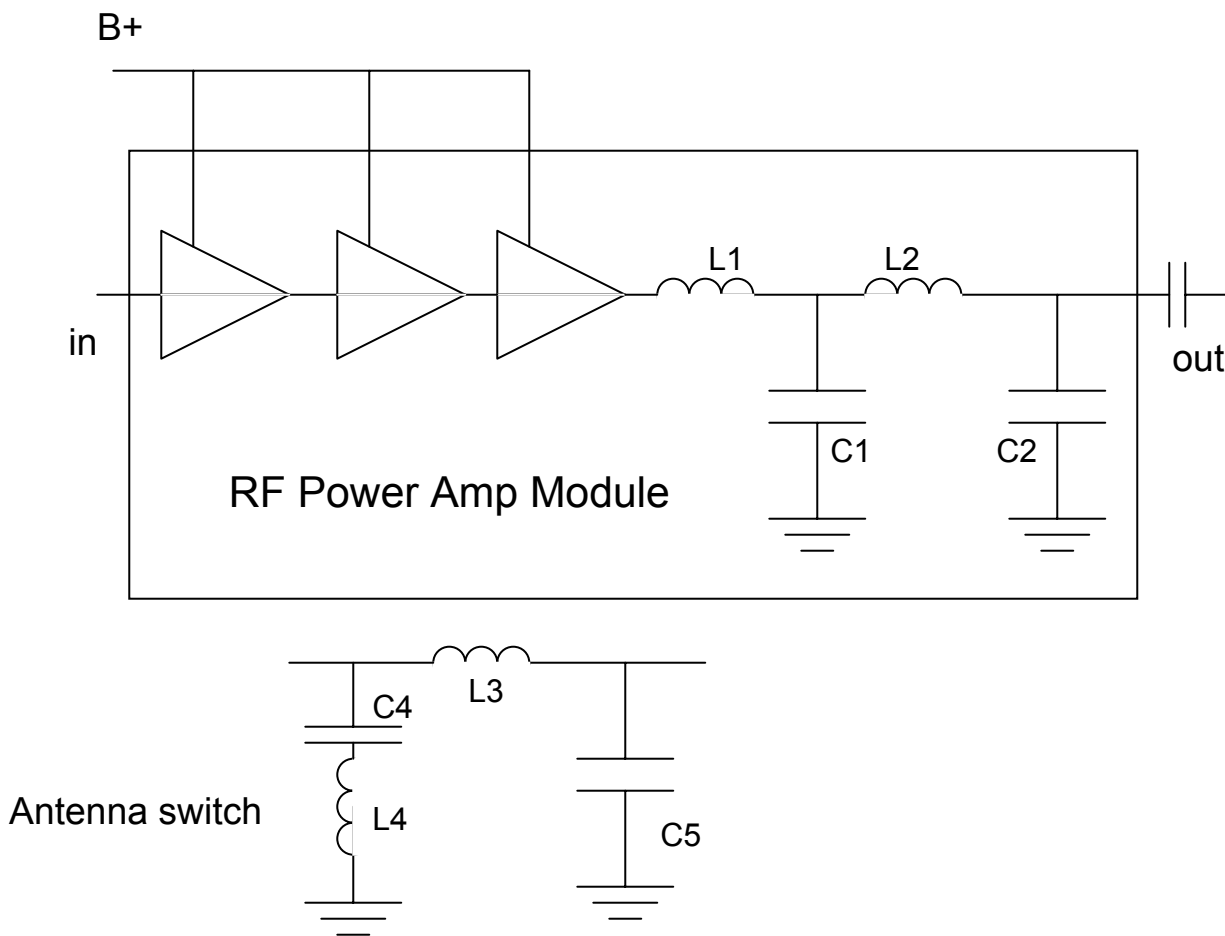 B+
L1
L2
in
out
C1
C2
RF Power Amp Module
C4
L3
Antenna switch
L4
C5